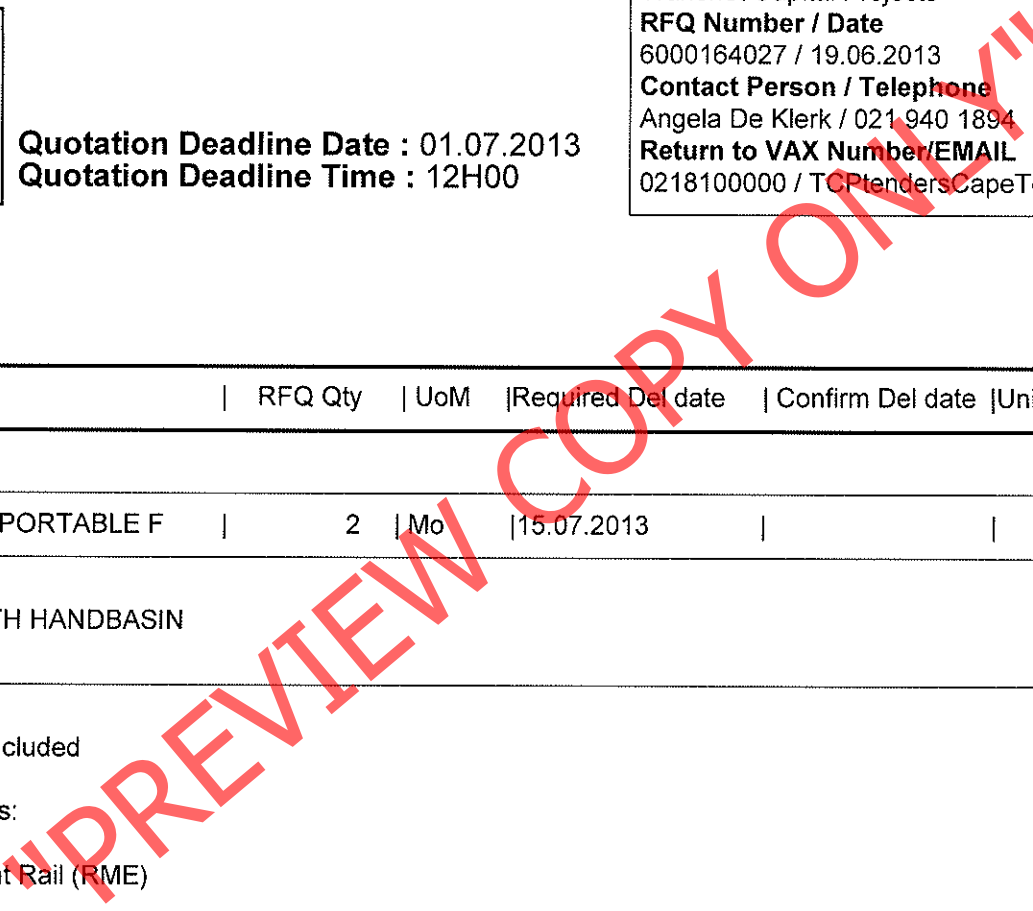 RFQ Number / Date
6000164027 / 19.06.2013
Contact Person / Telephone
Angela De Klerk / 021 940 1894
Return to VAX Number/EMAIL
0218100000 / TCPtendersCapeT
Quotation Deadline Date : 01.07.2013
Quotation Deadline Time : 12H00
| RFQ Qty | UoM |Required Del date | Confirm Del date |Uni
PORTABLE F | 2 | Mo |15.07.2013 | |
TH HANDBASIN
cluded
s:
t Rail (RME)
"PREVIEW COPY ONLY"